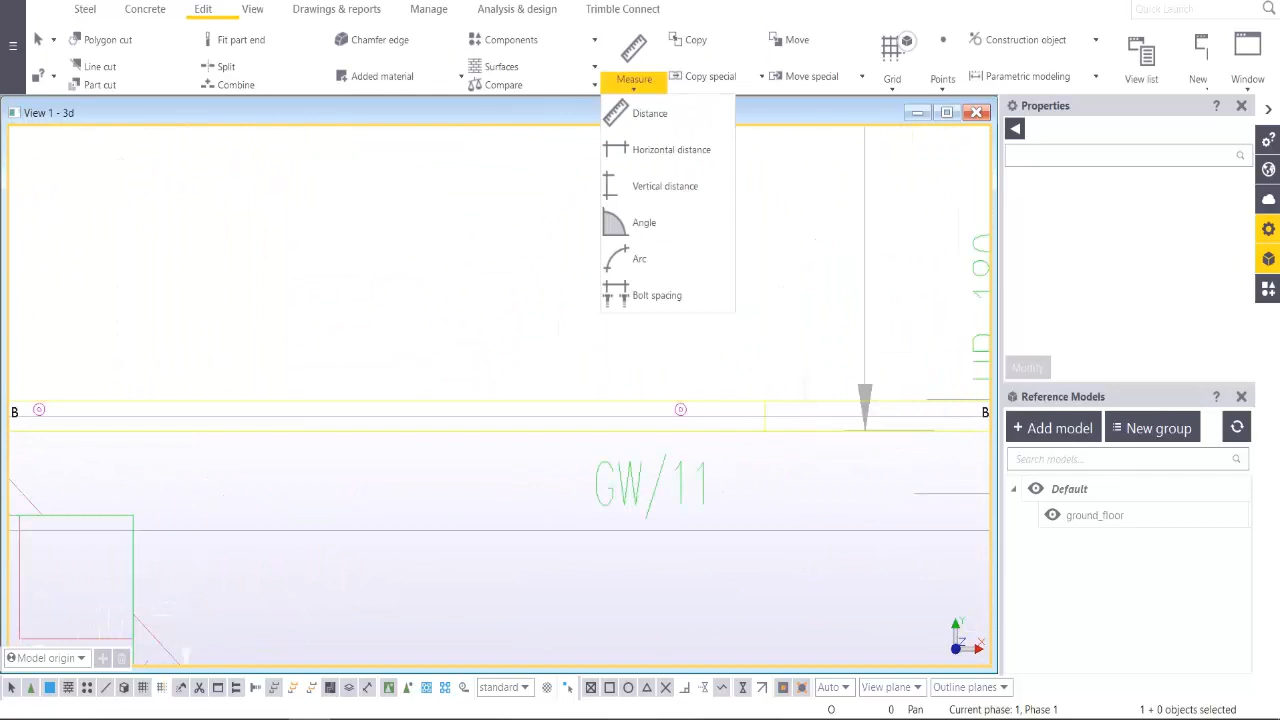 Steel Concrete Edit View Drawings & reports Manage Analysis & design Trimble Connect Quick Launch
Polygon cut Fit part end Chamfer edge Components Copy Move Construction object
Line cut Split Surfaces
Part cut Combine Added material Compare Measure Copy special Move special Grid Points Parametric modeling View list New Window
View 1 - 3d
Distance
Horizontal distance
Vertical distance
Angle
Arc
Bolt spacing
B B
GW/11
Z X
Model origin
Properties ?
Modify
Reference Models ?
+ Add model New group
Search models...
Default
ground_floor
standard Auto View plane Outline planes
O 0 Pan Current phase: 1, Phase 1 1 + 0 objects selected